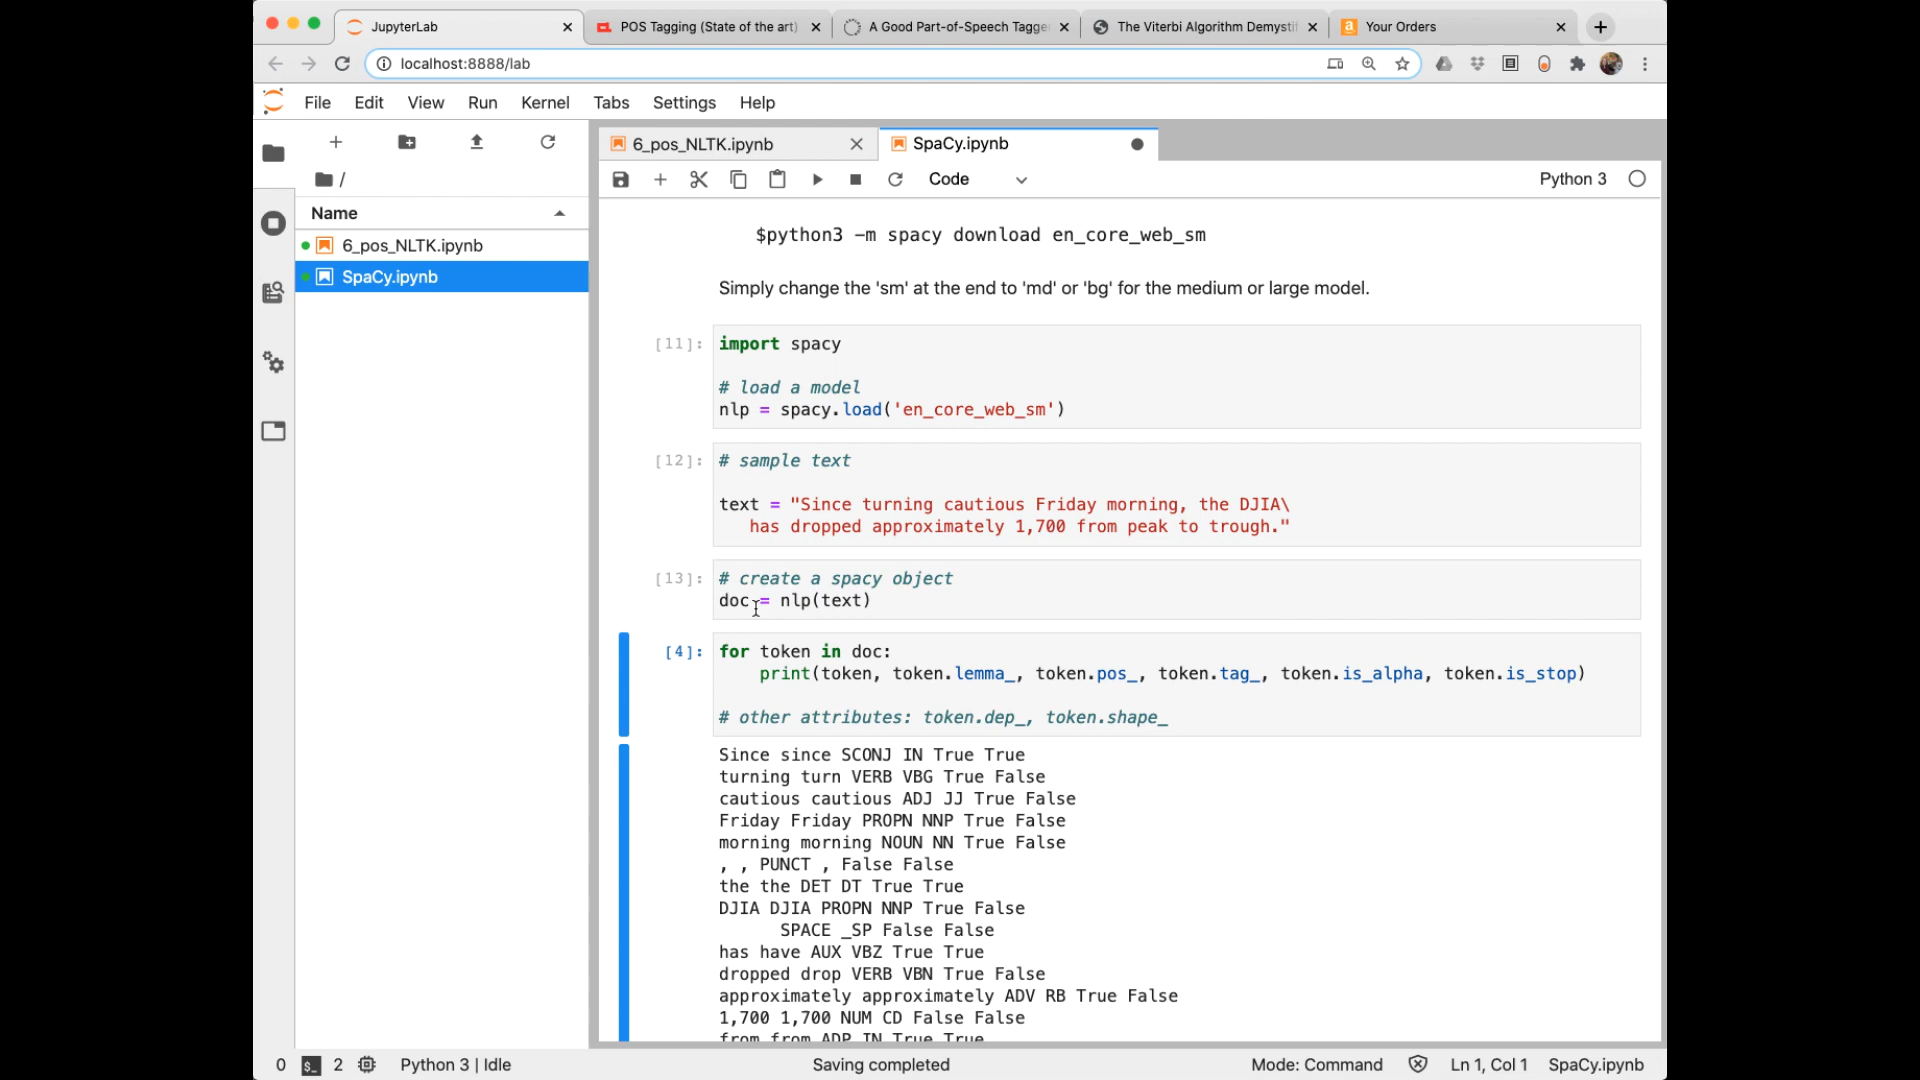 JupyterLab
POS Tagging (State of the art)
A Good Part-of-Speech Tagge
The Viterbi Algorithm Demystif
Your Orders
localhost:8888/lab
File Edit View Run Kernel Tabs Settings Help
6_pos_NLTK.ipynb
SpaCy.ipynb
/
Code
Python 3
Name
6_pos_NLTK.ipynb
SpaCy.ipynb
$python3 -m spacy download en_core_web_sm
Simply change the 'sm' at the end to 'md' or 'bg' for the medium or large model.
[11]: import spacy
# load a model
nlp = spacy.load('en_core_web_sm')
[12]: # sample text
text = "Since turning cautious Friday morning, the DJIA\
has dropped approximately 1,700 from peak to trough."
[13]: # create a spacy object
doc = nlp(text)
[4]: for token in doc:
print(token, token.lemma_, token.pos_, token.tag_, token.is_alpha, token.is_stop)
# other attributes: token.dep_, token.shape_
Since since SCONJ IN True True
turning turn VERB VBG True False
cautious cautious ADJ JJ True False
Friday Friday PROPN NNP True False
morning morning NOUN NN True False
, , PUNCT , False False
the the DET DT True True
DJIA DJIA PROPN NNP True False
SPACE _SP False False
has have AUX VBZ True True
dropped drop VERB VBN True False
approximately approximately ADV RB True False
1,700 1,700 NUM CD False False
from from ADP IN True True
0 $_ 2 Python 3 | Idle Saving completed Mode: Command Ln 1, Col 1 SpaCy.ipynb